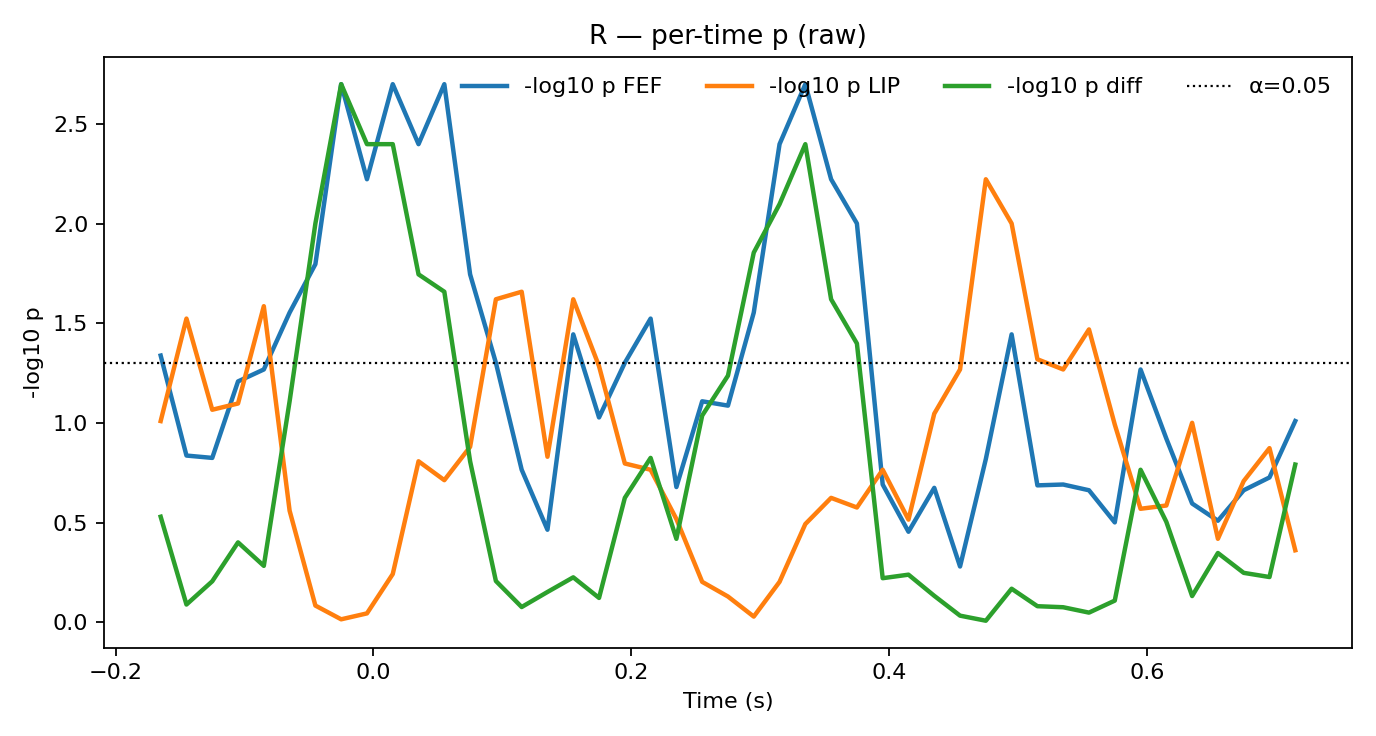 R — per-time p (raw)
-log10 p FEF
-log10 p LIP
-log10 p diff
α=0.05
-log10 p
2.5
2.0
1.5
1.0
0.5
0.0
−0.2
0.0
0.2
0.4
0.6
Time (s)